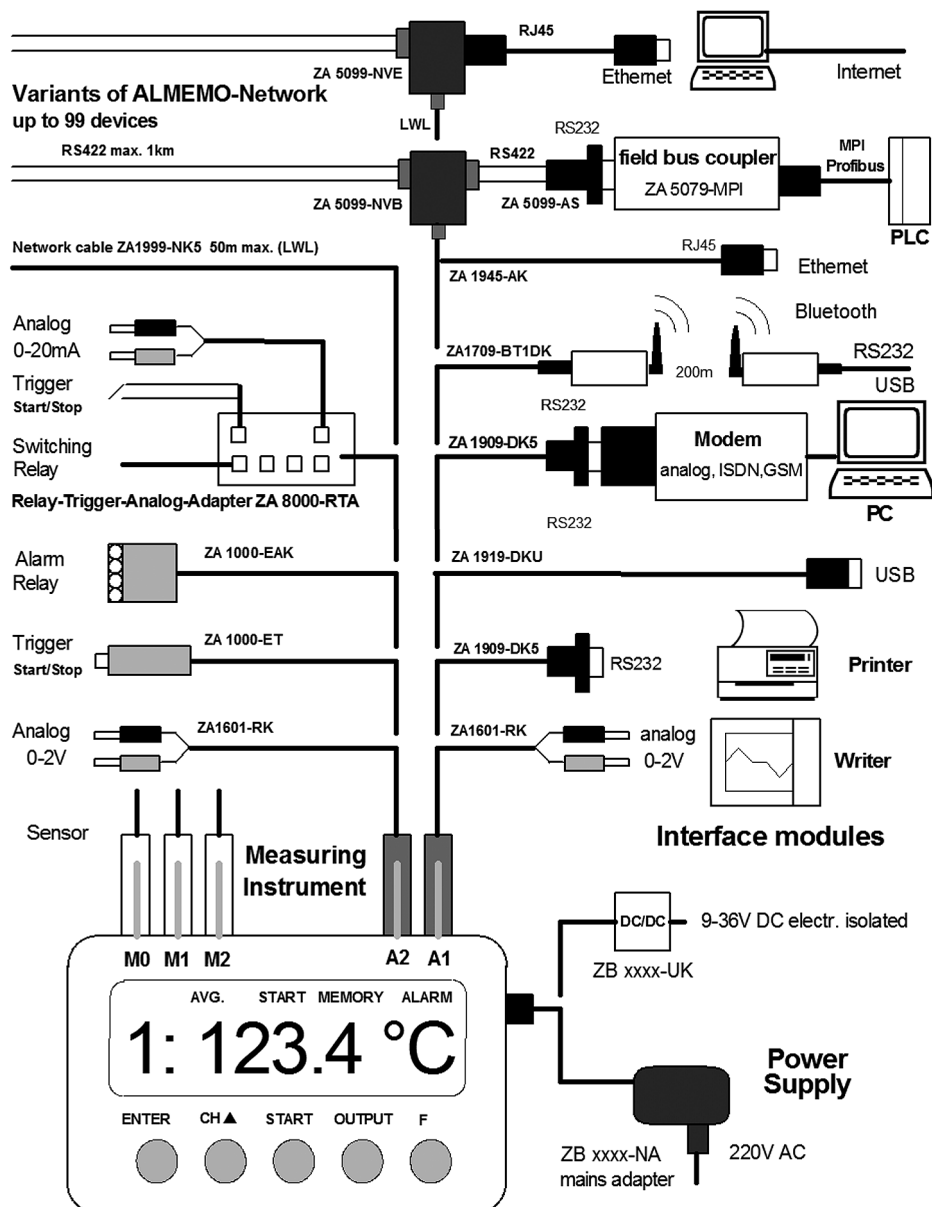 RJ45
ZA 5099-NVE
Ethernet
Internet
Variants of ALMEMO-Network
up to 99 devices
LWL
RS232
RS422 max. 1km
RS422
field bus coupler
ZA 5079-MPI
MPI
Profibus
ZA 5099-NVB
ZA 5099-AS
PLC
Network cable ZA1999-NK5 50m max. (LWL)
RJ45
ZA 1945-AK
Ethernet
Analog
0-20mA
Bluetooth
ZA1709-BT1DK
200m
RS232
USB
Trigger
Start/Stop
RS232
Switching
Relay
ZA 1909-DK5
Modem
analog, ISDN,GSM
PC
Relay-Trigger-Analog-Adapter ZA 8000-RTA
RS232
Alarm
Relay
ZA 1000-EAK
ZA 1919-DKU
USB
Trigger
Start/Stop
ZA 1000-ET
ZA 1909-DK5
RS232
Printer
Analog
0-2V
ZA1601-RK
ZA1601-RK
analog
0-2V
Writer
Sensor
Measuring
Instrument
Interface modules
M0 M1 M2 A2 A1
DC/DC
9-36V DC electr. isolated
ZB xxxx-UK
AVG. START MEMORY ALARM
1: 123.4 °C
Power
Supply
ENTER CH▲ START OUTPUT F
ZB xxxx-NA
mains adapter
220V AC